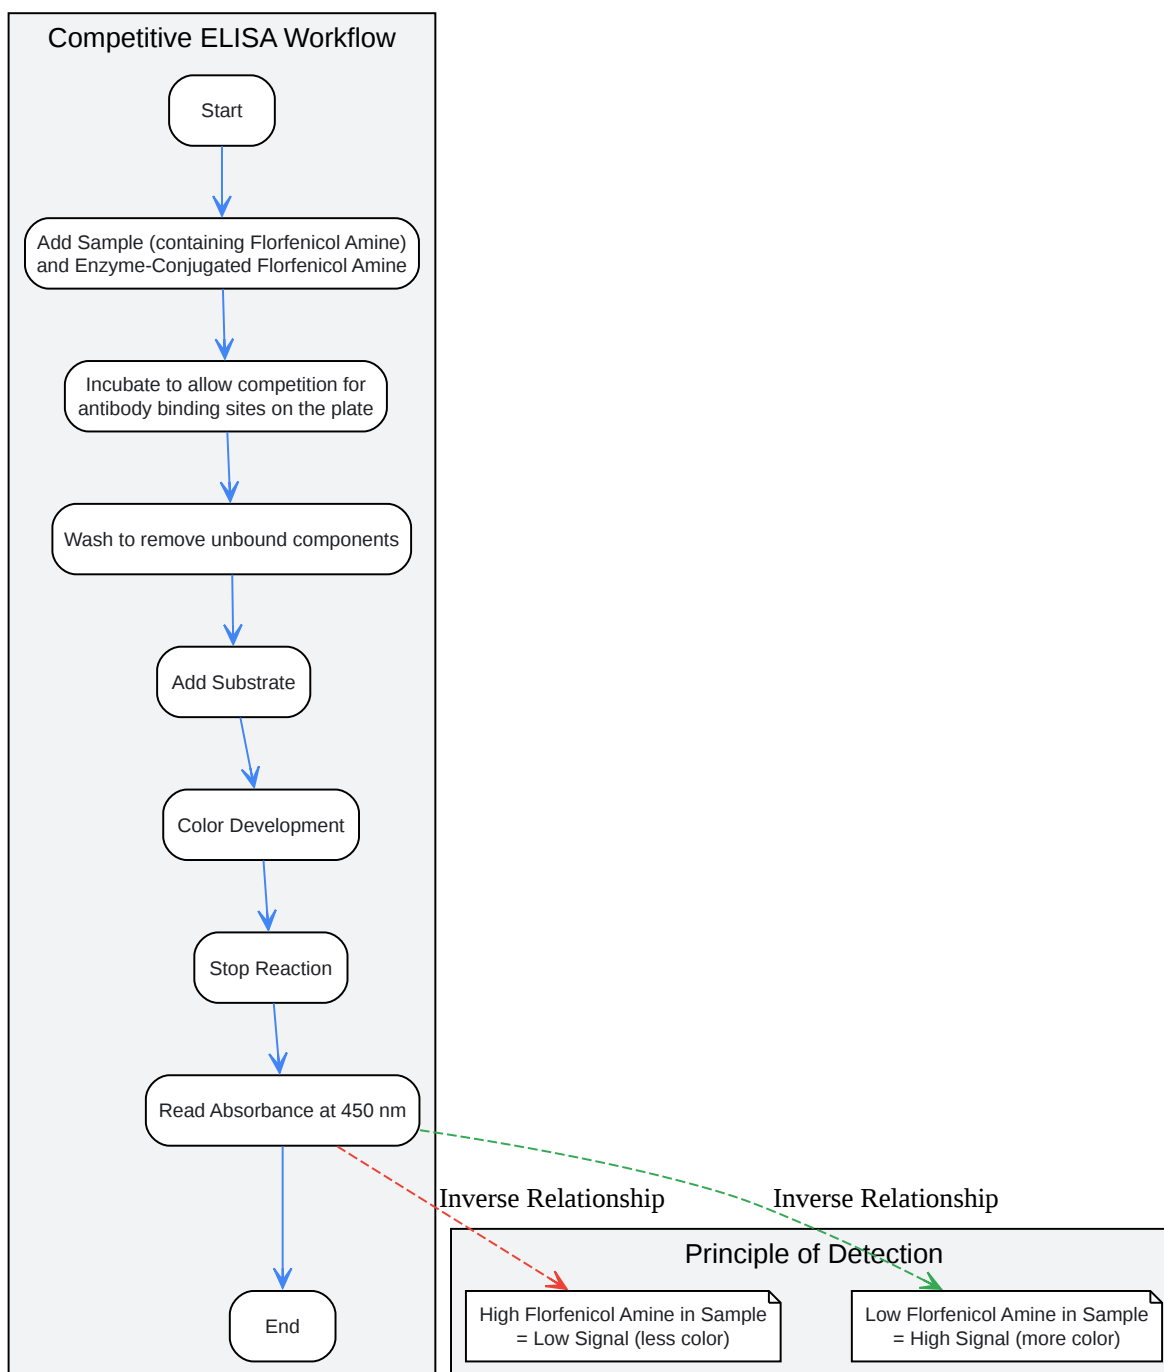 Competitive ELISA Workflow
Start
Add Sample (containing Florfenicol Amine)
and Enzyme-Conjugated Florfenicol Amine
Incubate to allow competition for
antibody binding sites on the plate
Wash to remove unbound components
Add Substrate
Color Development
Stop Reaction
Read Absorbance at 450 nm
Inverse Relationship
Inverse Relationship
Principle of Detection
High Florfenicol Amine in Sample
= Low Signal (less color)
Low Florfenicol Amine in Sample
= High Signal (more color)
End